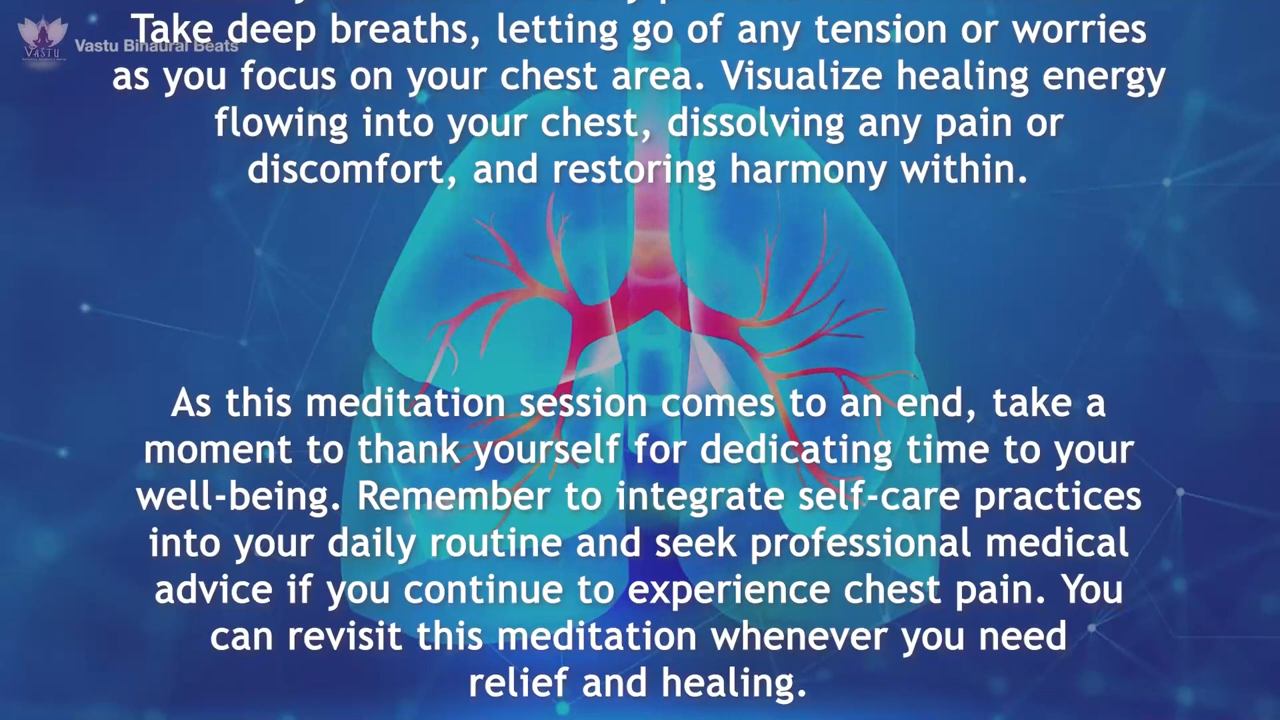 Vastu Binaural Beats
VASTU
Take deep breaths, letting go of any tension or worries
as you focus on your chest area. Visualize healing energy
flowing into your chest, dissolving any pain or
discomfort, and restoring harmony within.
As this meditation session comes to an end, take a
moment to thank yourself for dedicating time to your
well-being. Remember to integrate self-care practices
into your daily routine and seek professional medical
advice if you continue to experience chest pain. You
can revisit this meditation whenever you need
relief and healing.